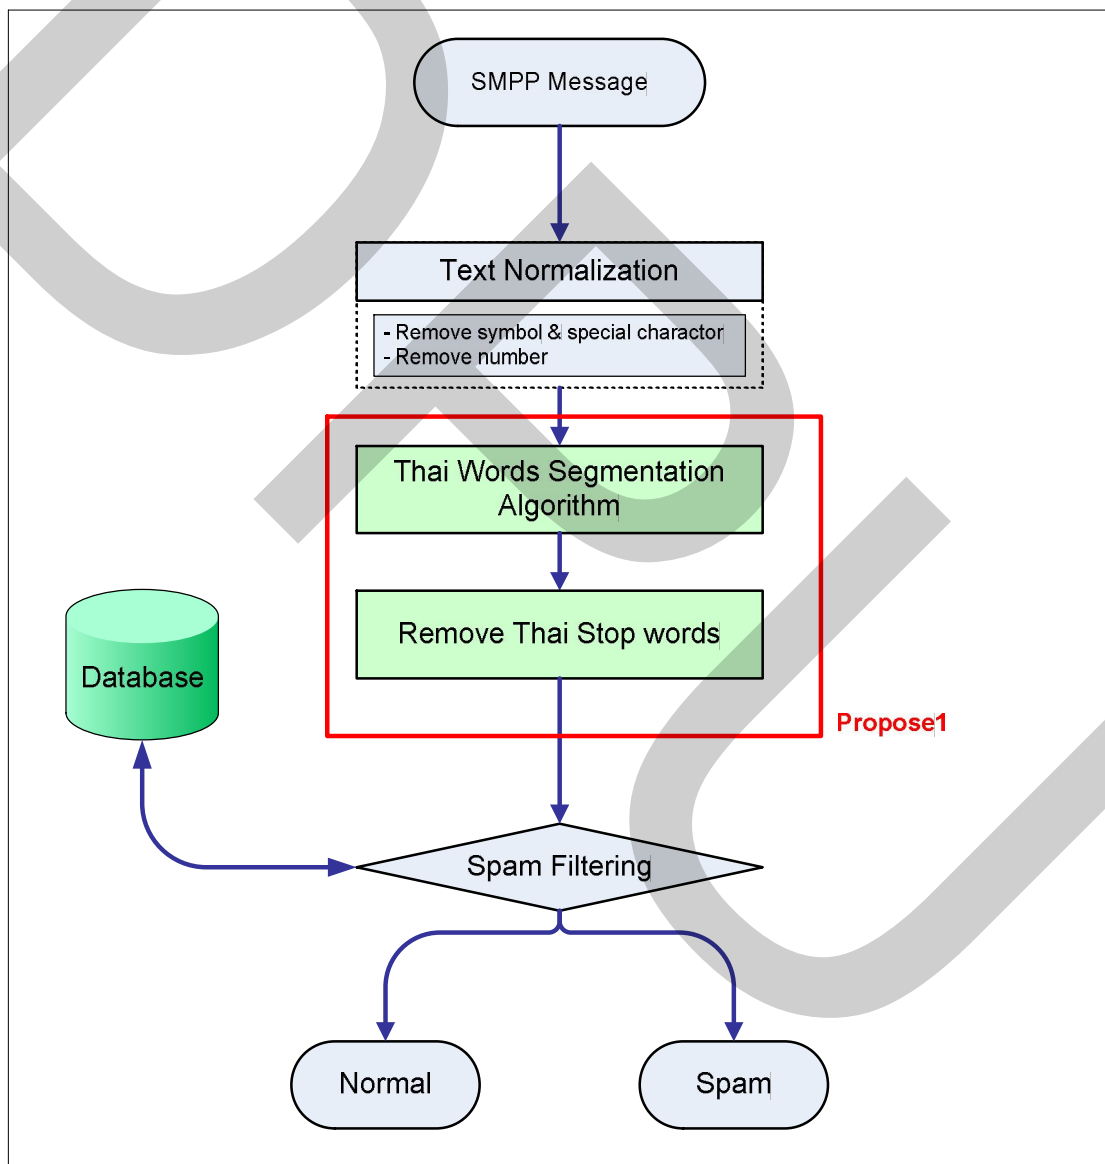 SMPP Message
Text Normalization
- Remove symbol & special charactor
- Remove number
Thai Words Segmentation
Algorithm
Remove Thai Stop words
Database
Propose1
Spam Filtering
Normal
Spam
DPU